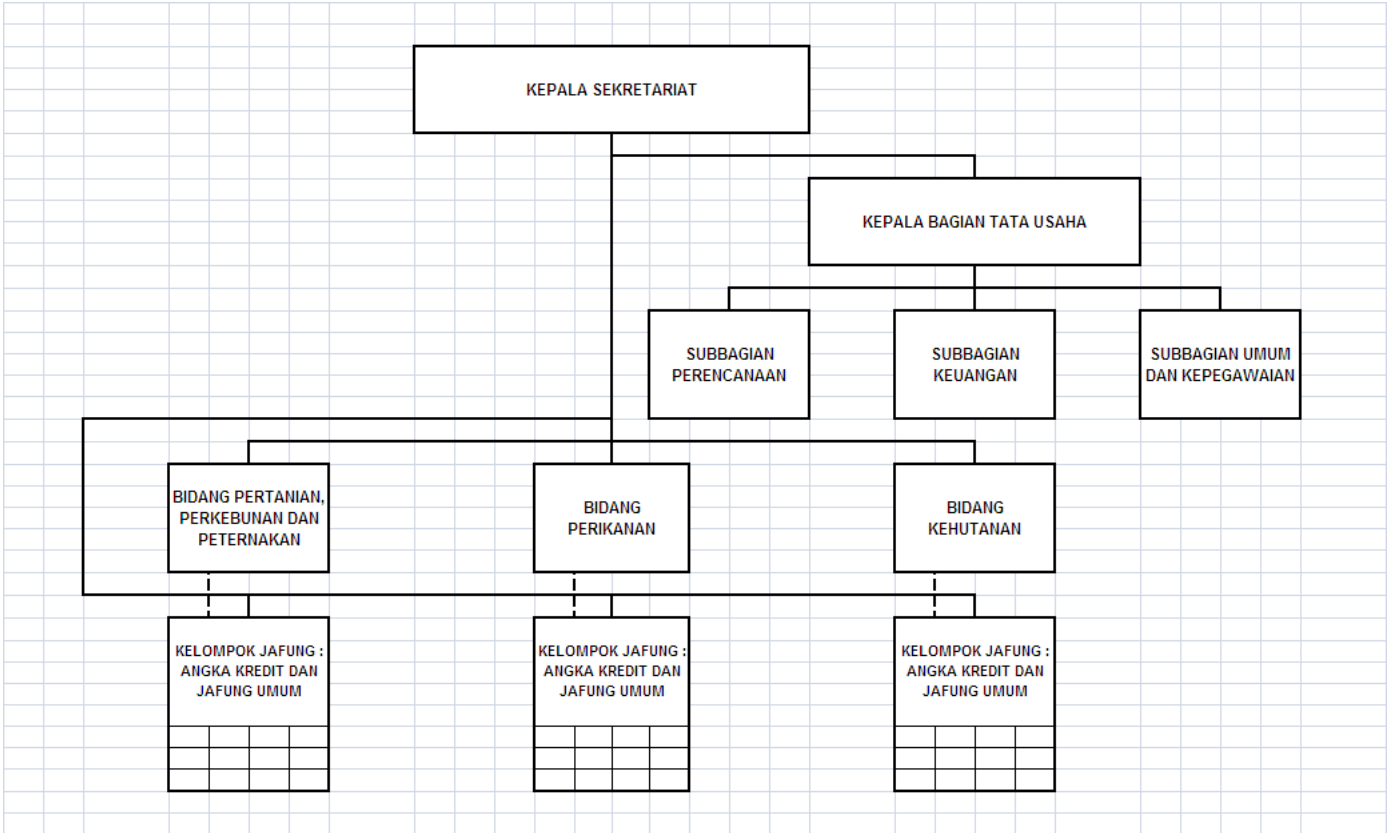 KEPALA SEKRETARIAT
KEPALA BAGIAN TATA USAHA
SUBBAGIAN
PERENCANAAN
SUBBAGIAN
KEUANGAN
SUBBAGIAN UMUM
DAN KEPEGAWAIAN
BIDANG PERTANIAN,
PERKEBUNAN DAN
PETERNAKAN
BIDANG
PERIKANAN
BIDANG
KEHUTANAN
KELOMPOK JAFUNG :
ANGKA KREDIT DAN
JAFUNG UMUM
KELOMPOK JAFUNG :
ANGKA KREDIT DAN
JAFUNG UMUM
KELOMPOK JAFUNG :
ANGKA KREDIT DAN
JAFUNG UMUM